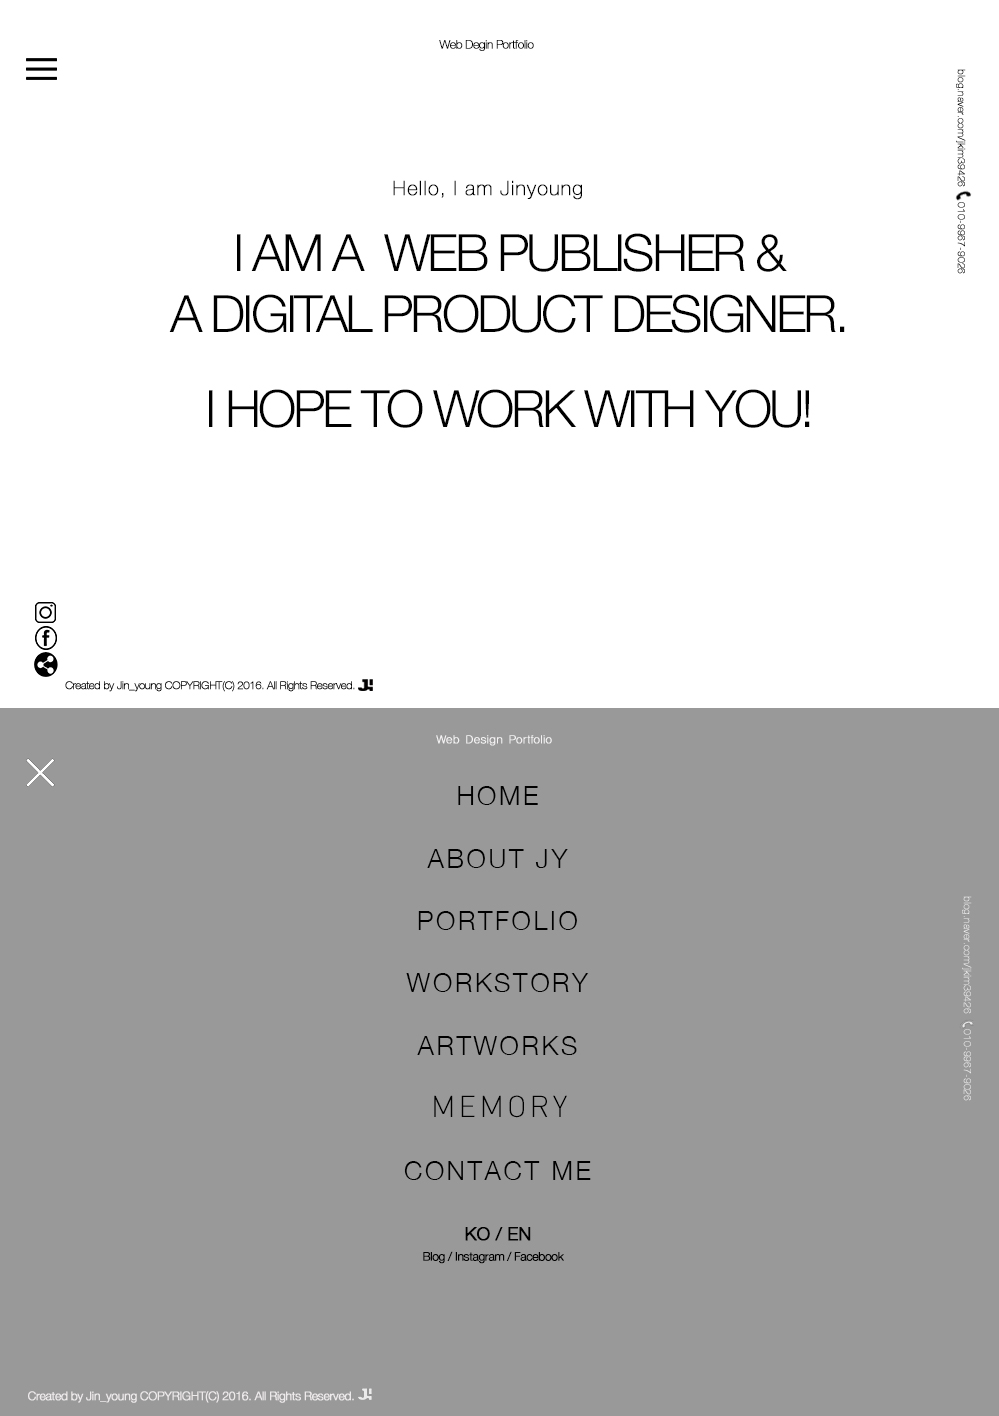 Web Degin Portfolio
blog.naver.com/jkim39426 010-9967-9026
Hello, I am Jinyoung
I AM A WEB PUBLISHER &
A DIGITAL PRODUCT DESIGNER.
I HOPE TO WORK WITH YOU!
Created by Jin_young COPYRIGHT(C) 2016. All Rights Reserved. J!
Web Design Portfolio
HOME
ABOUT JY
PORTFOLIO
WORKSTORY
ARTWORKS
MEMORY
CONTACT ME
blog.naver.com/jkim39426 010-9967-9026
KO / EN
Blog / Instagram / Facebook
Created by Jin_young COPYRIGHT(C) 2016. All Rights Reserved. J!